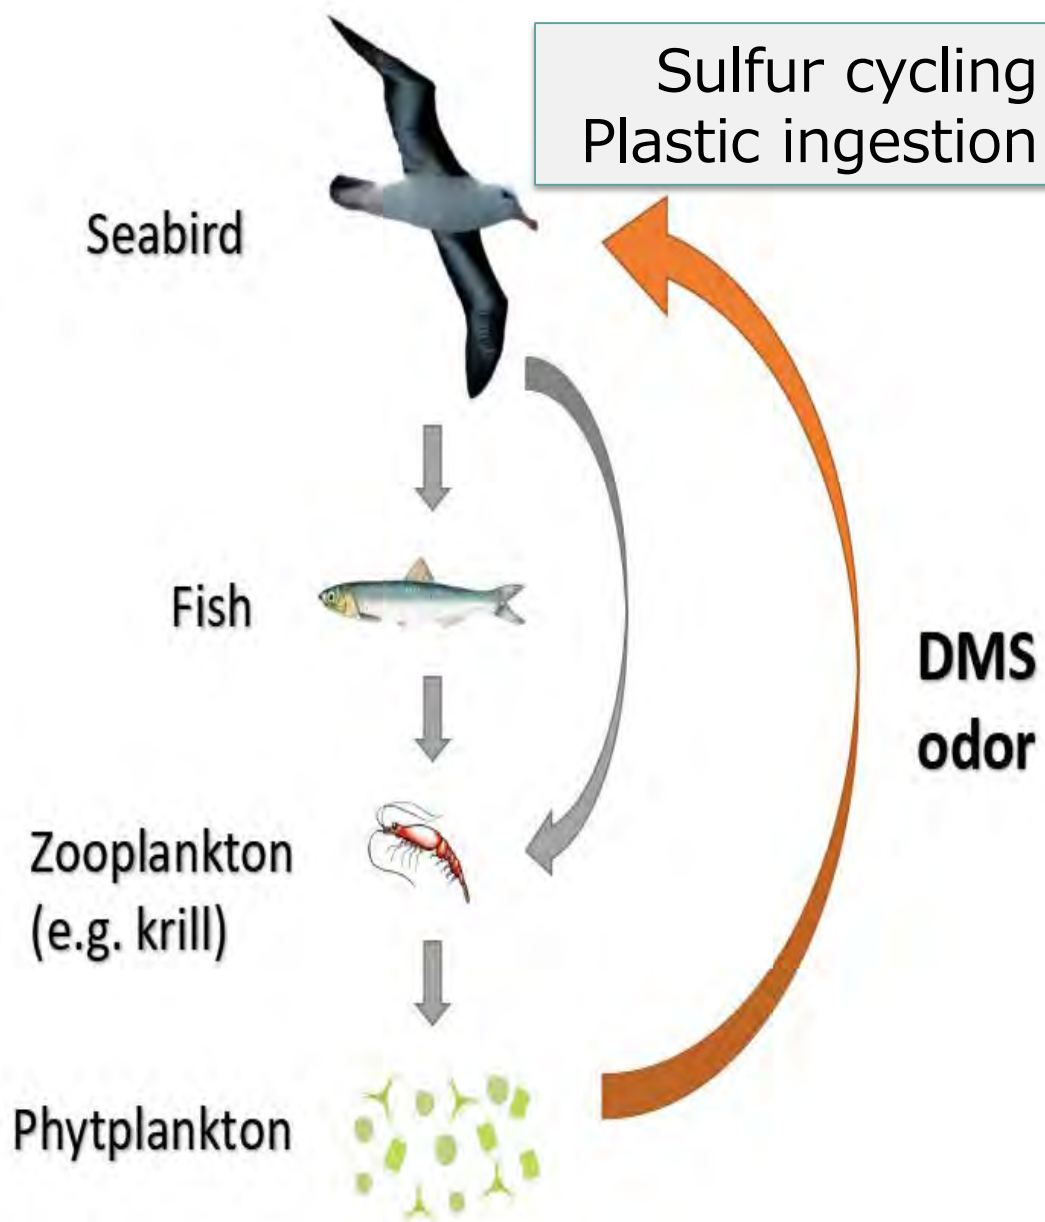 Sulfur cycling
Plastic ingestion
Seabird
Fish
DMS
odor
Zooplankton
(e.g. krill)
Phytplankton